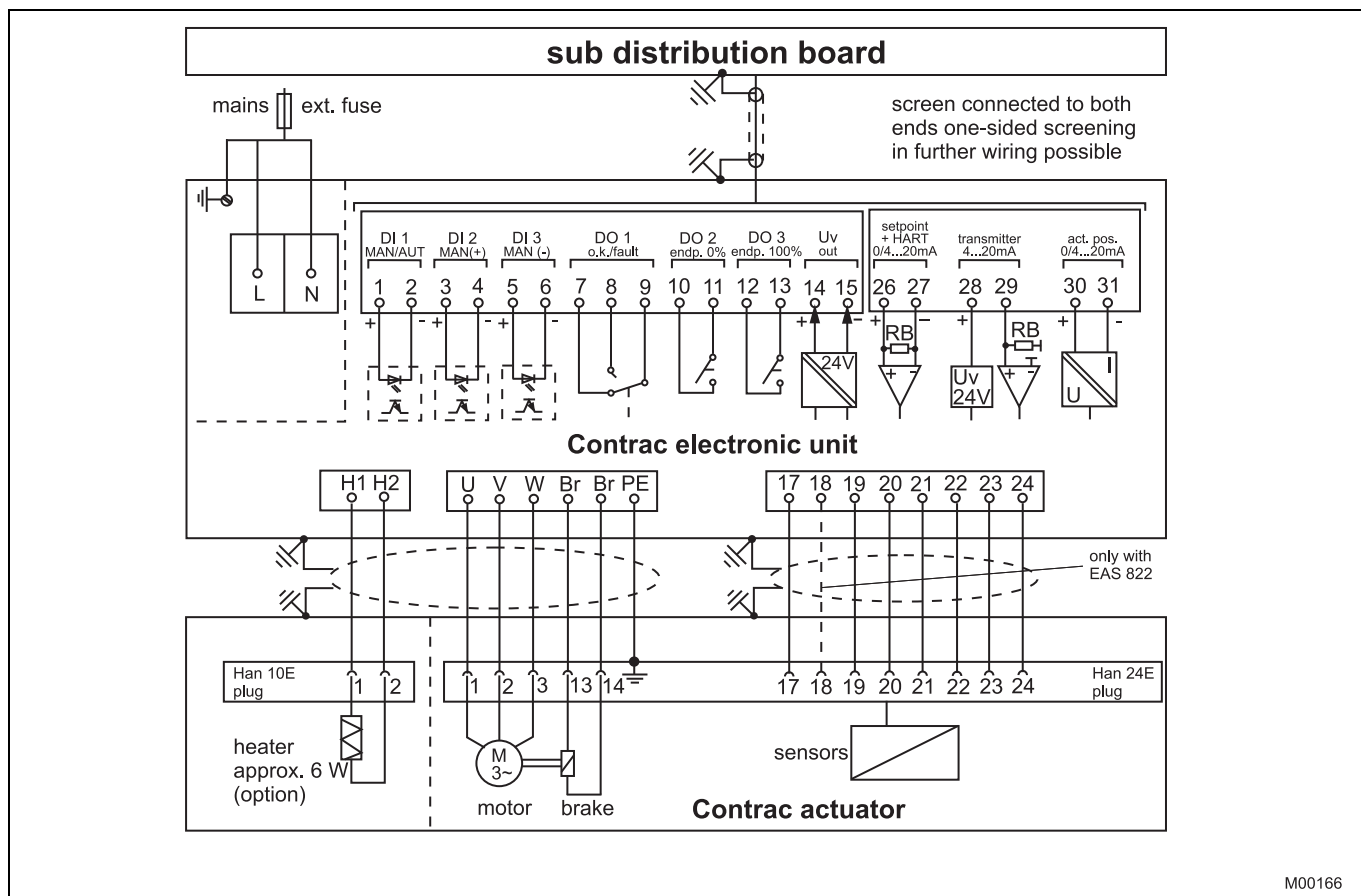 sub distribution board
mains ext. fuse
screen connected to both
ends one-sided screening
in further wiring possible
L N
DI 1 DI 2 DI 3 DO 1 DO 2 DO 3 Uv
MAN/AUT MAN(+) MAN (-) o.k./fault endp. 0% endp. 100% out
setpoint
+ HART transmitter act. pos.
0/4...20mA 4...20mA 0/4...20mA
1 2 3 4 5 6 7 8 9 10 11 12 13 14 15 26 27 28 29 30 31
+ - + - + - + - + - + + -
RB RB
24V
+ - Uv + - I
24V U
Contrac electronic unit
H1 H2 U V W Br Br PE 17 18 19 20 21 22 23 24
only with
EAS 822
Han 10E
plug
1 2 1 2 3 13 14 17 18 19 20 21 22 23 24
Han 24E
plug
heater
approx. 6 W
(option)
M
3~
motor brake
sensors
Contrac actuator
M00166